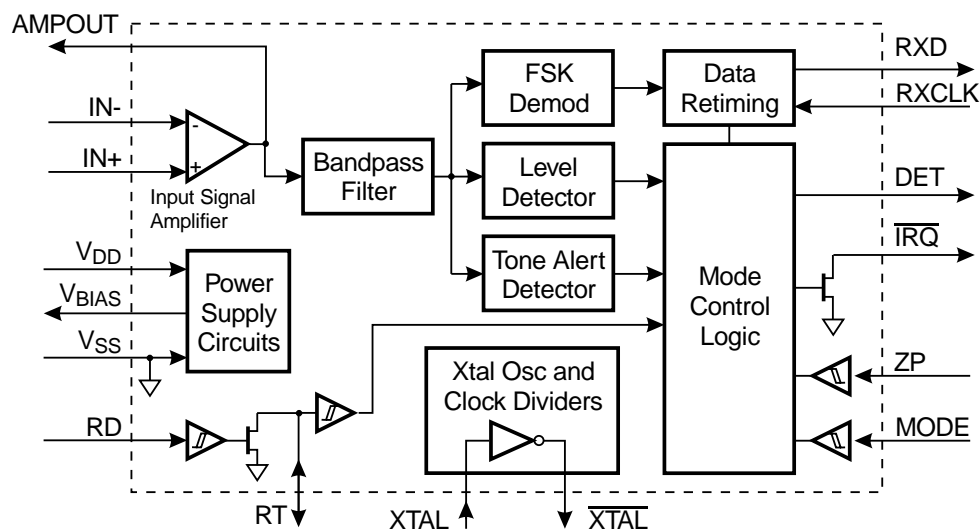 AMPOUT
IN-
IN+
-
+
Input Signal
Amplifier
Bandpass
Filter
FSK
Demod
Level
Detector
Tone Alert
Detector
Data
Retiming
RXD
RXCLK
DET
I̅R̅Q̅
Mode
Control
Logic
ZP
MODE
VDD
VBIAS
VSS
Power
Supply
Circuits
RD
RT
Xtal Osc and
Clock Dividers
XTAL
X̅T̅A̅L̅